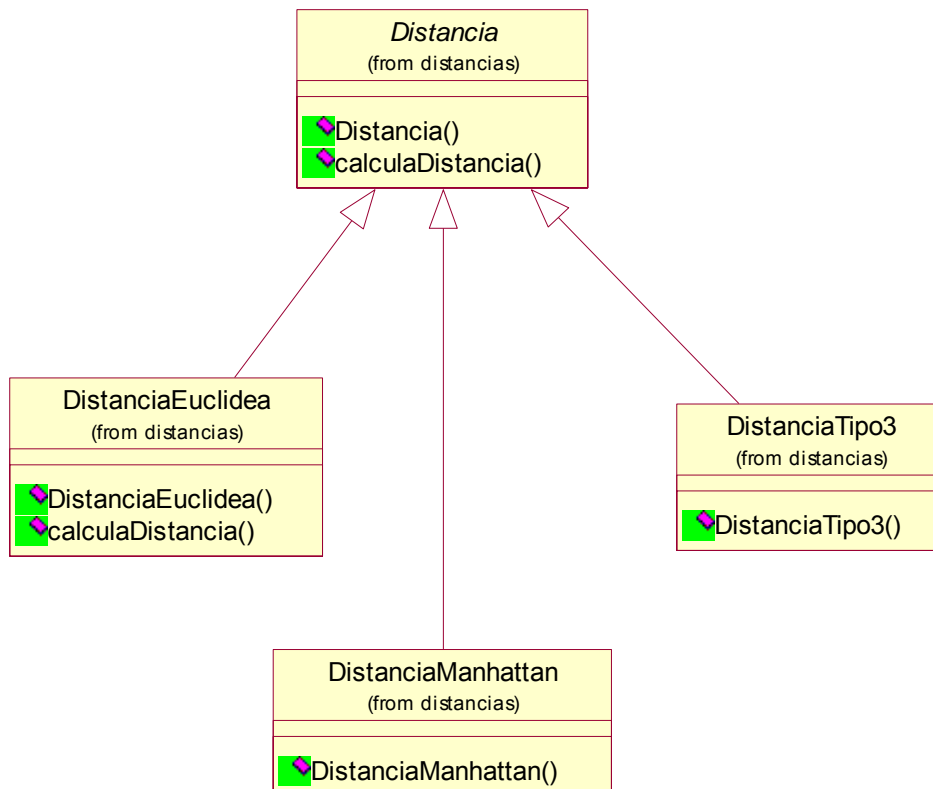 Distancia
(from distancias)
Distancia()
calculaDistancia()
DistanciaEuclidea
(from distancias)
DistanciaEuclidea()
calculaDistancia()
DistanciaTipo3
(from distancias)
DistanciaTipo3()
DistanciaManhattan
(from distancias)
DistanciaManhattan()